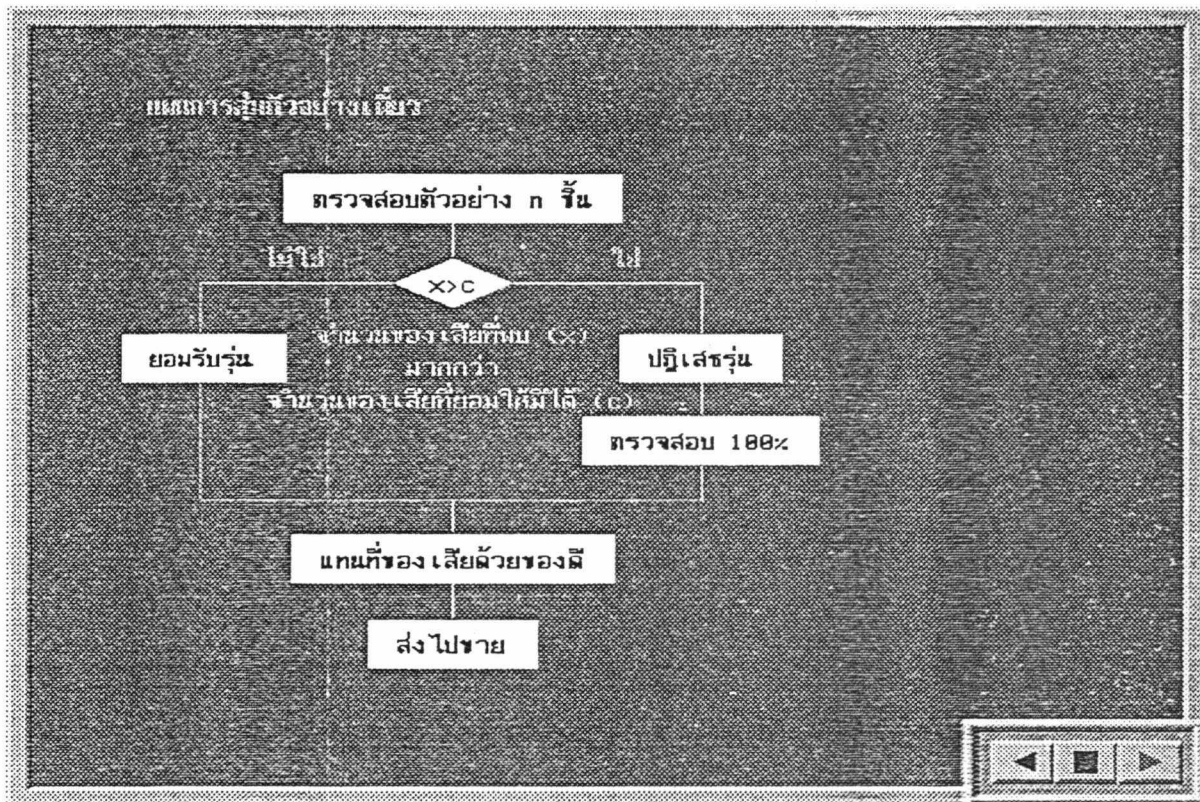 แผนการสุ่มตัวอย่างเดี่ยว
ตรวจสอบตัวอย่าง n ชิ้น
ไม่ใช่
ใช่
x>c
จำนวนของเสียที่พบ (x)
มากกว่า
จำนวนของเสียที่ยอมให้มีได้ (c)
ยอมรับรุ่น
ปฏิเสธรุ่น
ตรวจสอบ 100%
แทนที่ของเสียด้วยของดี
ส่งไปขาย